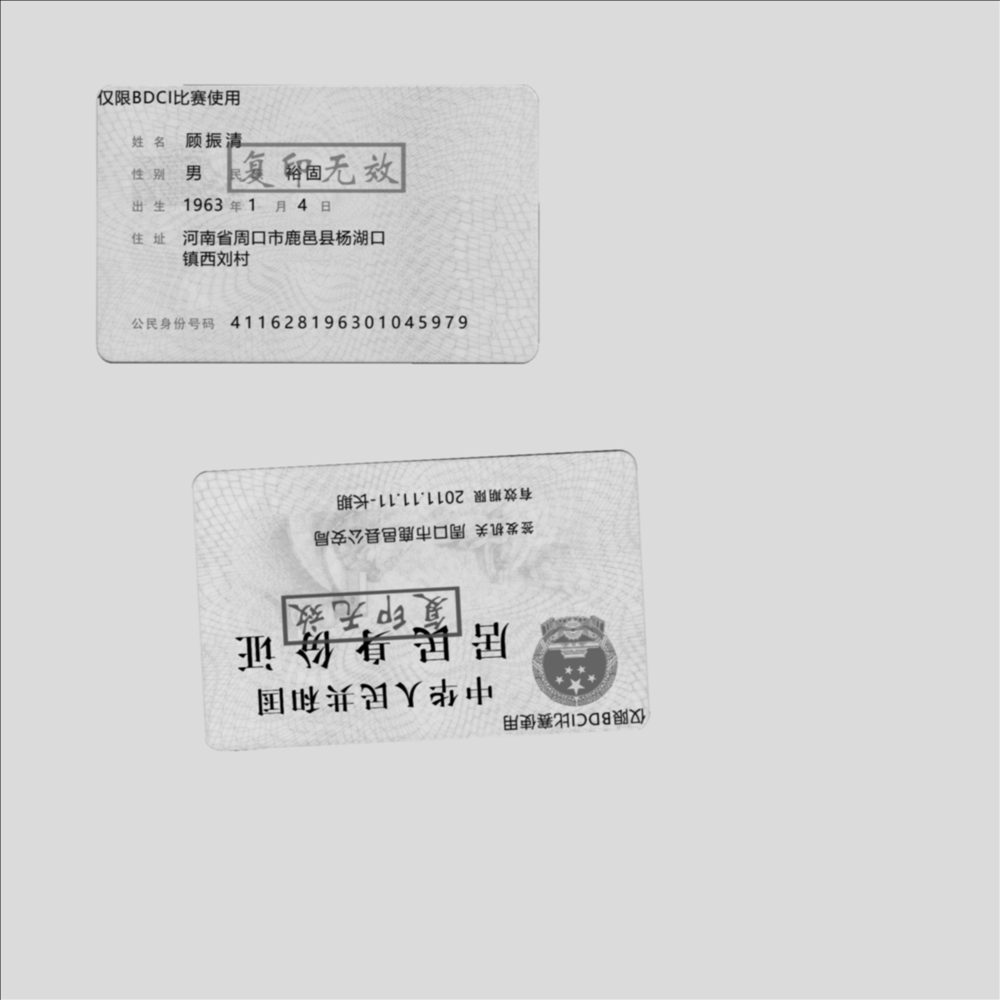 仅限BDCI比赛使用
姓名 顾振清
复印无效
性别 男 民族 裕固
出生 1963 年 1 月 4 日
住址 河南省周口市鹿邑县杨湖口
镇西刘村
公民身份号码 411628196301045979
中华人民共和国
居民身份证
复印无效
签发机关 周口市鹿邑县公安局
有效期限 2011.11.11-长期
仅限BDCI比赛使用